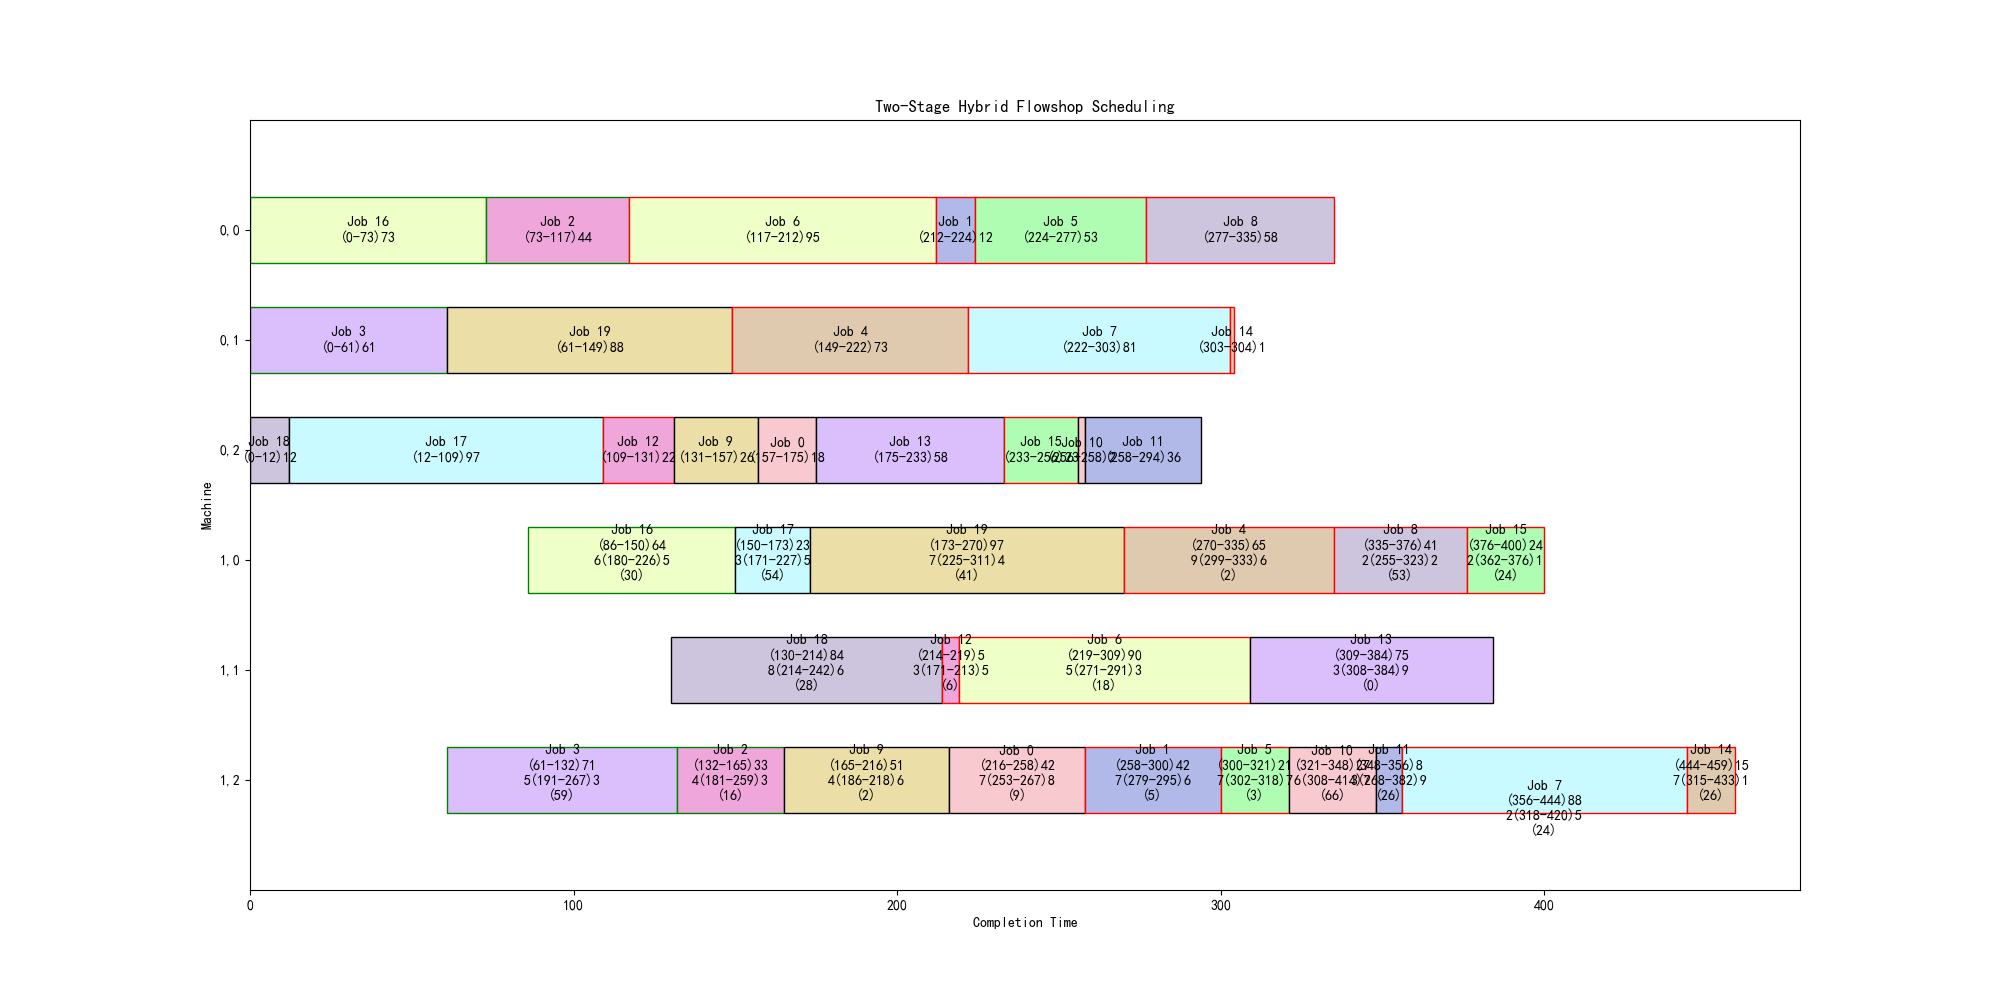 Two-Stage Hybrid Flowshop Scheduling
Machine
0,0
Job 16
(0-73)73
Job 2
(73-117)44
Job 6
(117-212)95
Job 1
(212-224)12
Job 5
(224-277)53
Job 8
(277-335)58
0,1
Job 3
(0-61)61
Job 19
(61-149)88
Job 4
(149-222)73
Job 7
(222-303)81
Job 14
(303-304)1
0,2
Job 18
(0-12)12
Job 17
(12-109)97
Job 12
(109-131)22
Job 9
(131-157)26
Job 0
(157-175)18
Job 13
(175-233)58
Job 15
(233-256)23
Job 10
(256-258)2
Job 11
(258-294)36
1,0
Job 16
(86-150)64
6(180-226)5
(30)
Job 17
(150-173)23
3(171-227)5
(54)
Job 19
(173-270)97
7(225-311)4
(41)
Job 4
(270-335)65
9(299-333)6
(2)
Job 8
(335-376)41
2(255-323)2
(53)
Job 15
(376-400)24
2(362-376)1
(24)
1,1
Job 18
(130-214)84
8(214-242)6
(28)
Job 12
(214-219)5
3(171-213)5
(6)
Job 6
(219-309)90
5(271-291)3
(18)
Job 13
(309-384)75
3(308-384)9
(0)
1,2
Job 3
(61-132)71
5(191-267)3
(59)
Job 2
(132-165)33
4(181-259)3
(16)
Job 9
(165-216)51
4(186-218)6
(2)
Job 0
(216-258)42
7(253-267)8
(9)
Job 1
(258-300)42
7(279-295)6
(5)
Job 5
(300-321)21
7(302-318)7
(3)
Job 10
(321-348)27
(66)
Job 11
(348-356)8
(26)
Job 7
(356-444)88
2(318-420)5
(24)
Job 14
(444-459)15
7(315-433)1
(26)
0
100
200
300
400
Completion Time